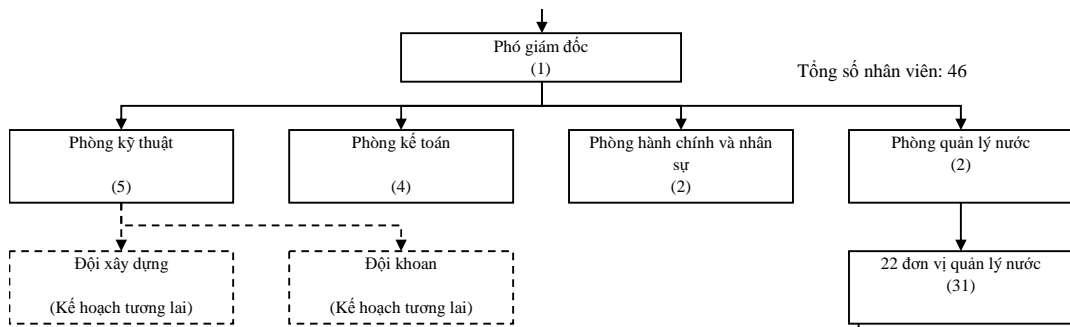 Phó giám đốc
(1)
Tổng số nhân viên: 46
Phòng kỹ thuật
(5)
Phòng kế toán
(4)
Phòng hành chính và nhân
sự
(2)
Phòng quản lý nước
(2)
Đội xây dựng
(Kế hoạch tương lai)
Đội khoan
(Kế hoạch tương lai)
22 đơn vị quản lý nước
(31)